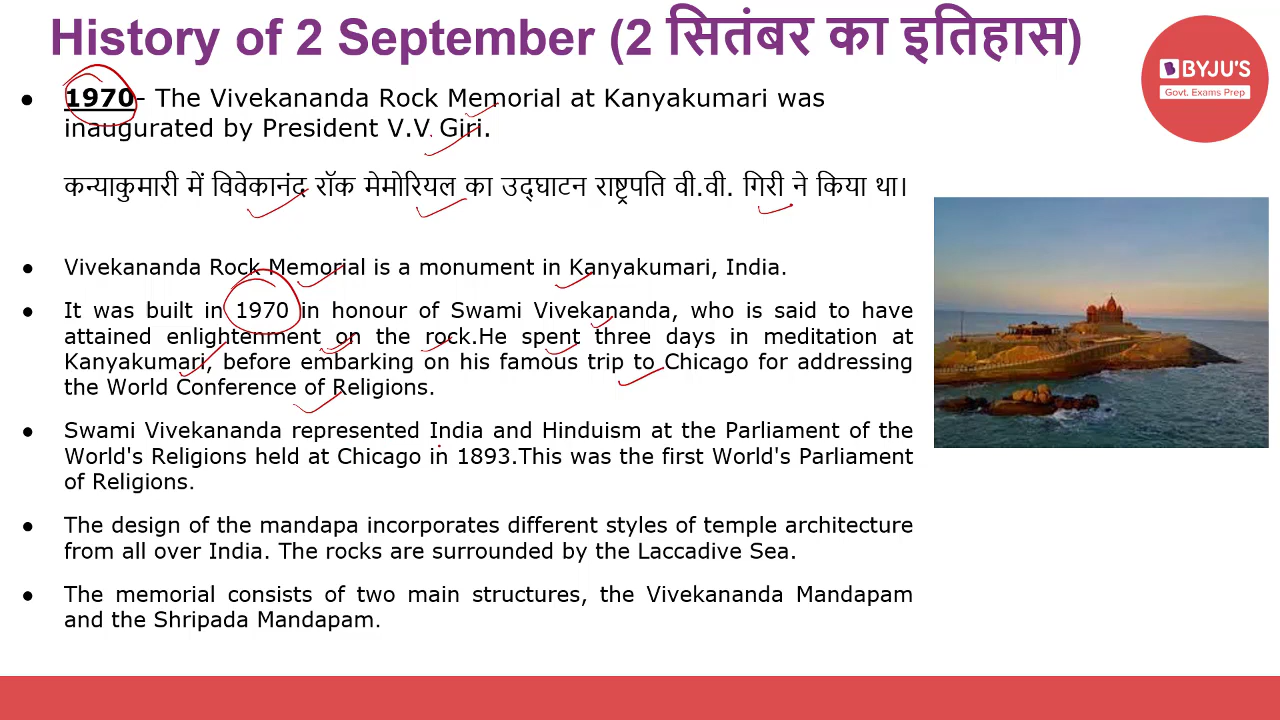 History of 2 September (2 सितंबर का इतिहास)
BYJU'S
Govt. Exams Prep
● 1970- The Vivekananda Rock Memorial at Kanyakumari was
inaugurated by President V.V. Giri.
कन्याकुमारी में विवेकानंद रॉक मेमोरियल का उद्घाटन राष्ट्रपति वी.वी. गिरी ने किया था।
● Vivekananda Rock Memorial is a monument in Kanyakumari, India.
● It was built in 1970 in honour of Swami Vivekananda, who is said to have
attained enlightenment on the rock.He spent three days in meditation at
Kanyakumari, before embarking on his famous trip to Chicago for addressing
the World Conference of Religions.
● Swami Vivekananda represented India and Hinduism at the Parliament of the
World's Religions held at Chicago in 1893.This was the first World's Parliament
of Religions.
● The design of the mandapa incorporates different styles of temple architecture
from all over India. The rocks are surrounded by the Laccadive Sea.
● The memorial consists of two main structures, the Vivekananda Mandapam
and the Shripada Mandapam.